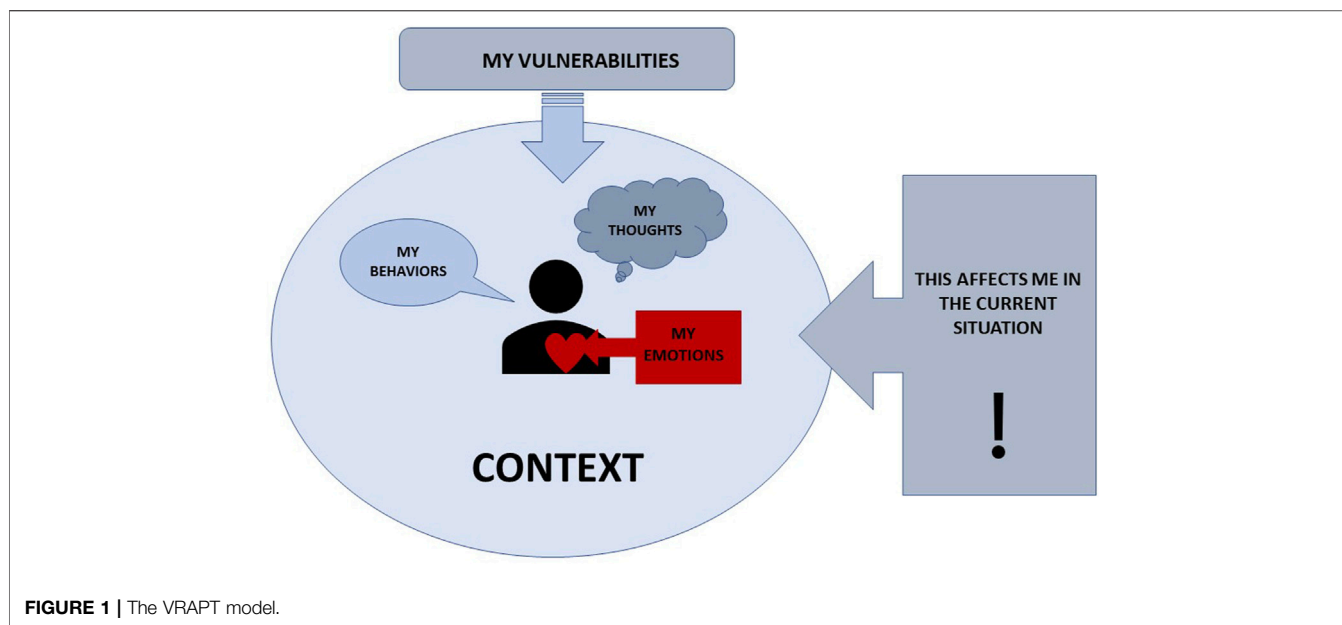 MY VULNERABILITIES
MY
THOUGHTS
MY
BEHAVIORS
MY
EMOTIONS
THIS AFFECTS ME IN
THE CURRENT
SITUATION
!
CONTEXT
FIGURE 1 | The VRAPT model.